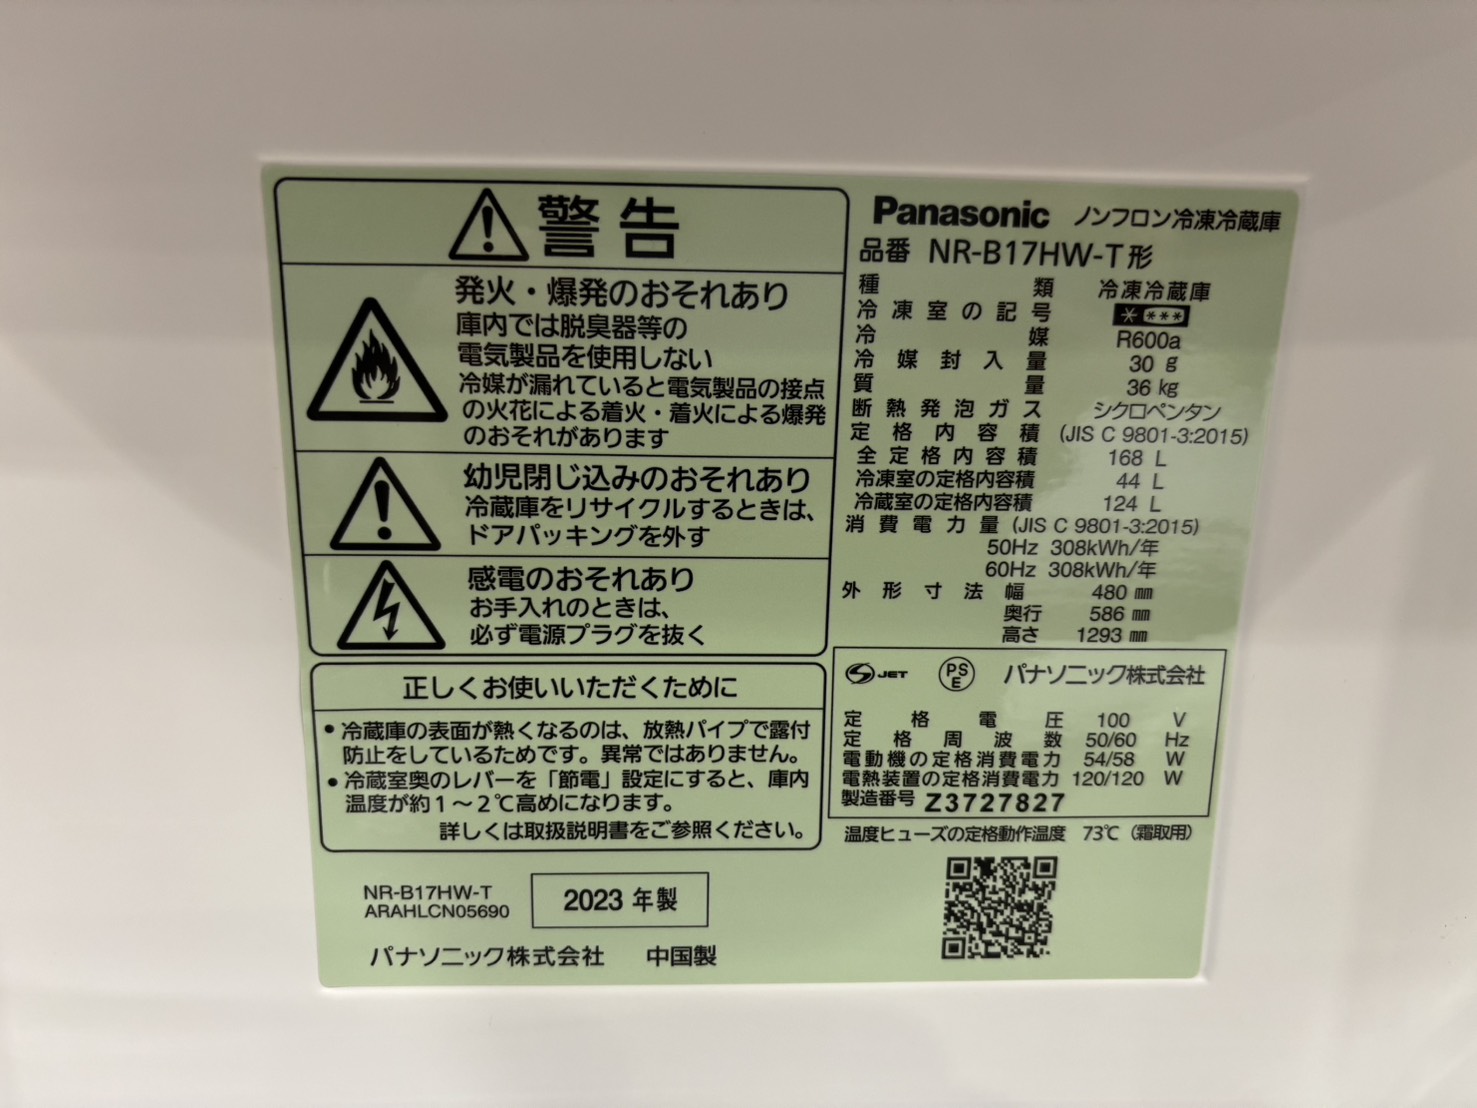 警告
発火・爆発のおそれあり
庫内では脱臭器等の
電気製品を使用しない
冷媒が漏れていると電気製品の接点
の火花による着火・着火による爆発
のおそれがあります
幼児閉じ込みのおそれあり
冷蔵庫をリサイクルするときは、
ドアパッキングを外す
感電のおそれあり
お手入れのときは、
必ず電源プラグを抜く
正しくお使いいただくために
・冷蔵庫の表面が熱くなるのは、放熱パイプで露付
防止をしているためです。異常ではありません。
・冷蔵室奥のレバーを「節電」設定にすると、庫内
温度が約1〜2℃高めになります。
詳しくは取扱説明書をご参照ください。
NR-B17HW-T
ARAHLCN05690
2023 年製
パナソニック株式会社 中国製
Panasonic ノンフロン冷凍冷蔵庫
品番 NR-B17HW-T形
種類 冷凍冷蔵庫
冷凍室の記号 * ***
冷媒 R600a
冷媒封入量 30 g
質量 36 kg
断熱発泡ガス シクロペンタン
定格内容積 (JIS C 9801-3:2015)
全定格内容積 168 L
冷凍室の定格内容積 44 L
冷蔵室の定格内容積 124 L
消費電力量 (JIS C 9801-3:2015)
50Hz 308kWh/年
60Hz 308kWh/年
外形寸法 幅 480 ㎜
奥行 586 ㎜
高さ 1293 ㎜
S JET PSE パナソニック株式会社
定格電圧 100 V
定格周波数 50/60 Hz
電動機の定格消費電力 54/58 W
電熱装置の定格消費電力 120/120 W
製造番号 Z3727827
温度ヒューズの定格動作温度 73℃（霜取用）